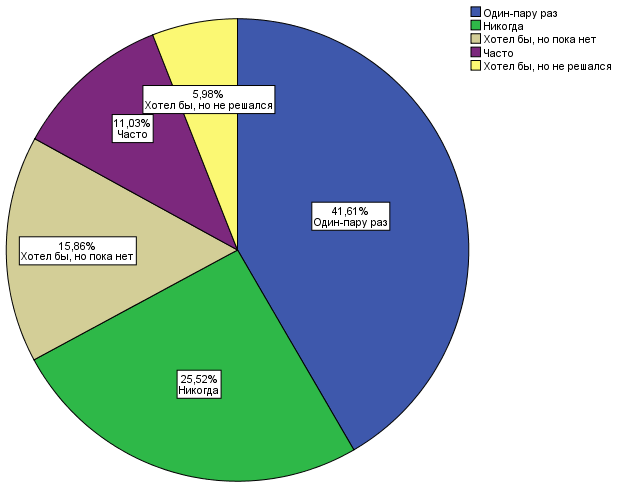 Один-пару раз
Никогда
Хотел бы, но пока нет
Часто
Хотел бы, но не решался
5,98%
Хотел бы, но не решался
11,03%
Часто
41,61%
Один-пару раз
15,86%
Хотел бы, но пока нет
25,52%
Никогда